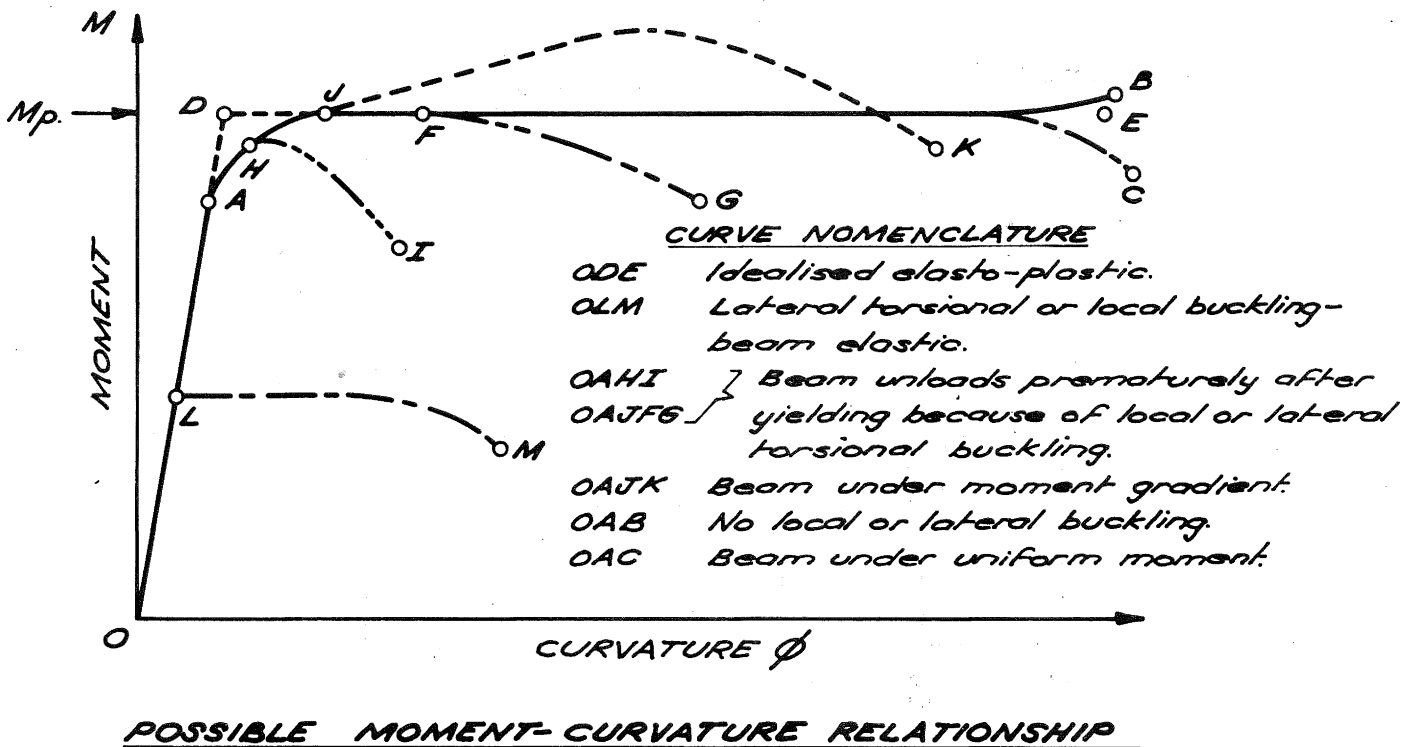 M
Mp.
D
J
F
B
E
H
K
A
C
G
I
CURVE NOMENCLATURE
ODE Idealised elasto-plastic.
OLM Lateral torsional or local buckling-
beam elastic.
OAHI Beam unloads prematurely after
OAJFG yielding because of local or lateral
torsional buckling.
OAJK Beam under moment gradient.
OAB No local or lateral buckling.
OAC Beam under uniform moment.
MOMENT
L
M
O
CURVATURE ϕ
POSSIBLE MOMENT-CURVATURE RELATIONSHIP